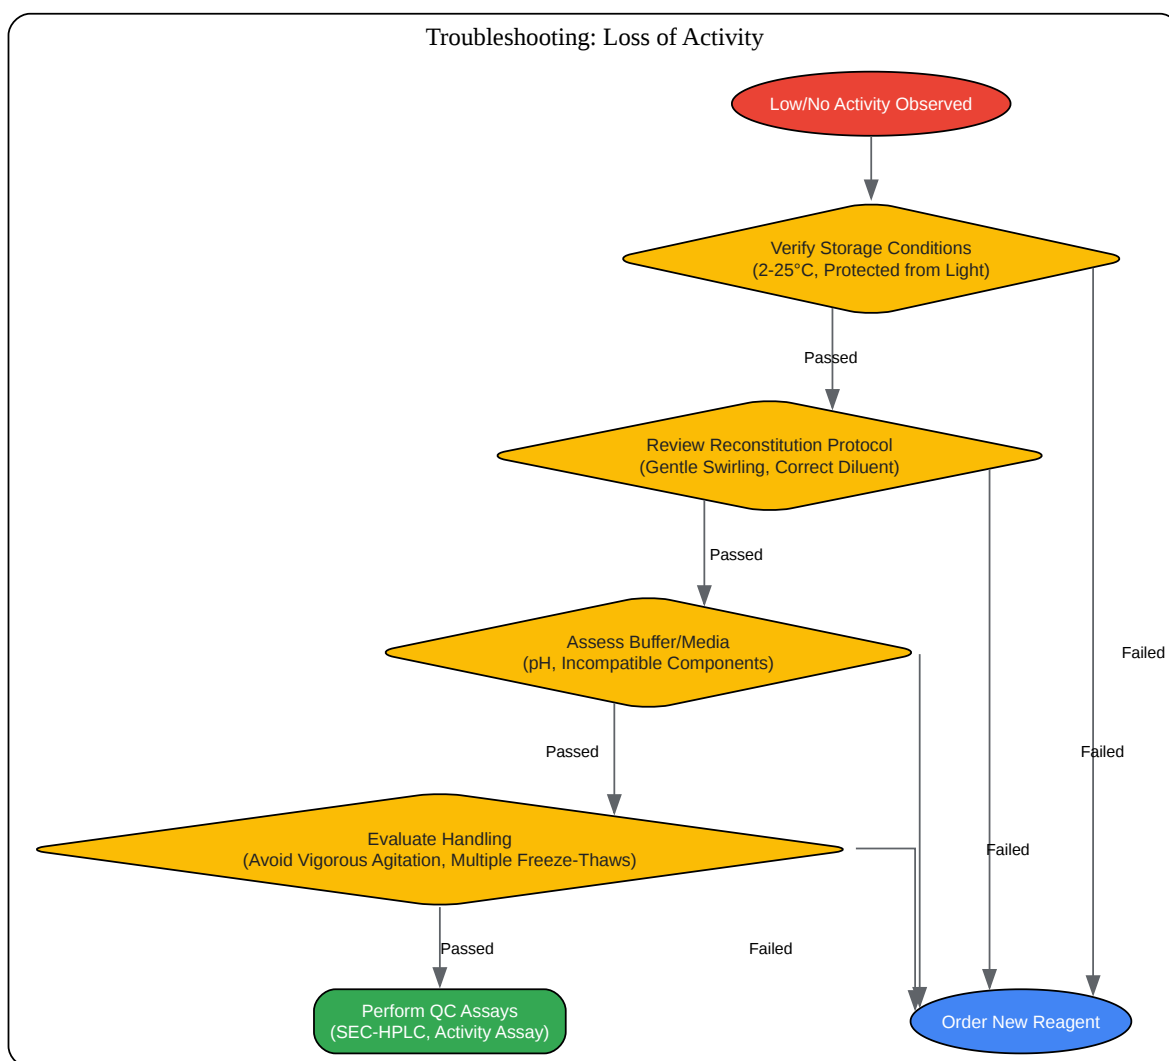 Troubleshooting: Loss of Activity
Low/No Activity Observed
Verify Storage Conditions
(2-25°C, Protected from Light)
Passed
Review Reconstitution Protocol
(Gentle Swirling, Correct Diluent)
Passed
Assess Buffer/Media
(pH, Incompatible Components)
Failed
Passed
Failed
Evaluate Handling
(Avoid Vigorous Agitation, Multiple Freeze-Thaws)
Failed
Passed
Failed
Perform QC Assays
(SEC-HPLC, Activity Assay)
Order New Reagent